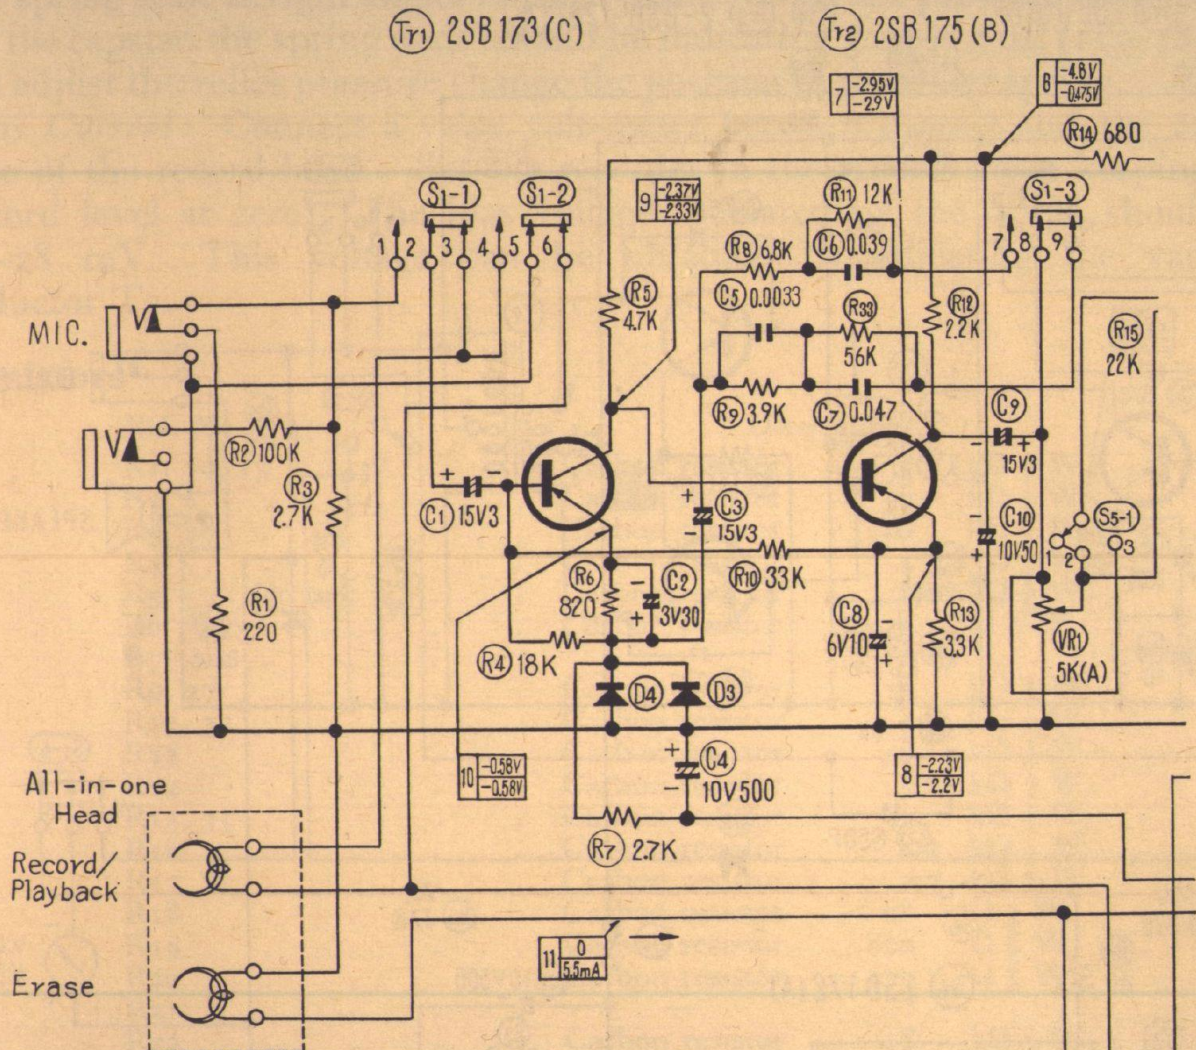 Tr1 2SB173(C)
Tr2 2SB175(B)
7 -2.95V -2.9V
6 -4.8V -0.475V
R14 680
S1-1
S1-2
9 -2.37V -2.33V
R11 12K
S1-3
1 2 3 4 5 6
R8 6.8K
C6 0.039
7 8 9
C5 0.0033
R5 4.7K
R33 56K
R12 2.2K
R15 22K
MIC.
R9 3.9K
C7 0.047
C9
- +
15V3
R2 100K
R3 2.7K
+ -
C1 15V3
+
C3 15V3
-
-
C10 10V50
+
S5-1
1 2 3
R10 33K
R6 820
-
C2 3V30
+
R1 220
C8 6V10
-
+
R13 3.3K
VR1 5K(A)
R4 18K
D4
D3
10 -0.58V -0.58V
+
C4 10V500
-
8 -2.23V -2.2V
All-in-one
Head
R7 2.7K
Record/
Playback
11 0 5.5mA
Erase